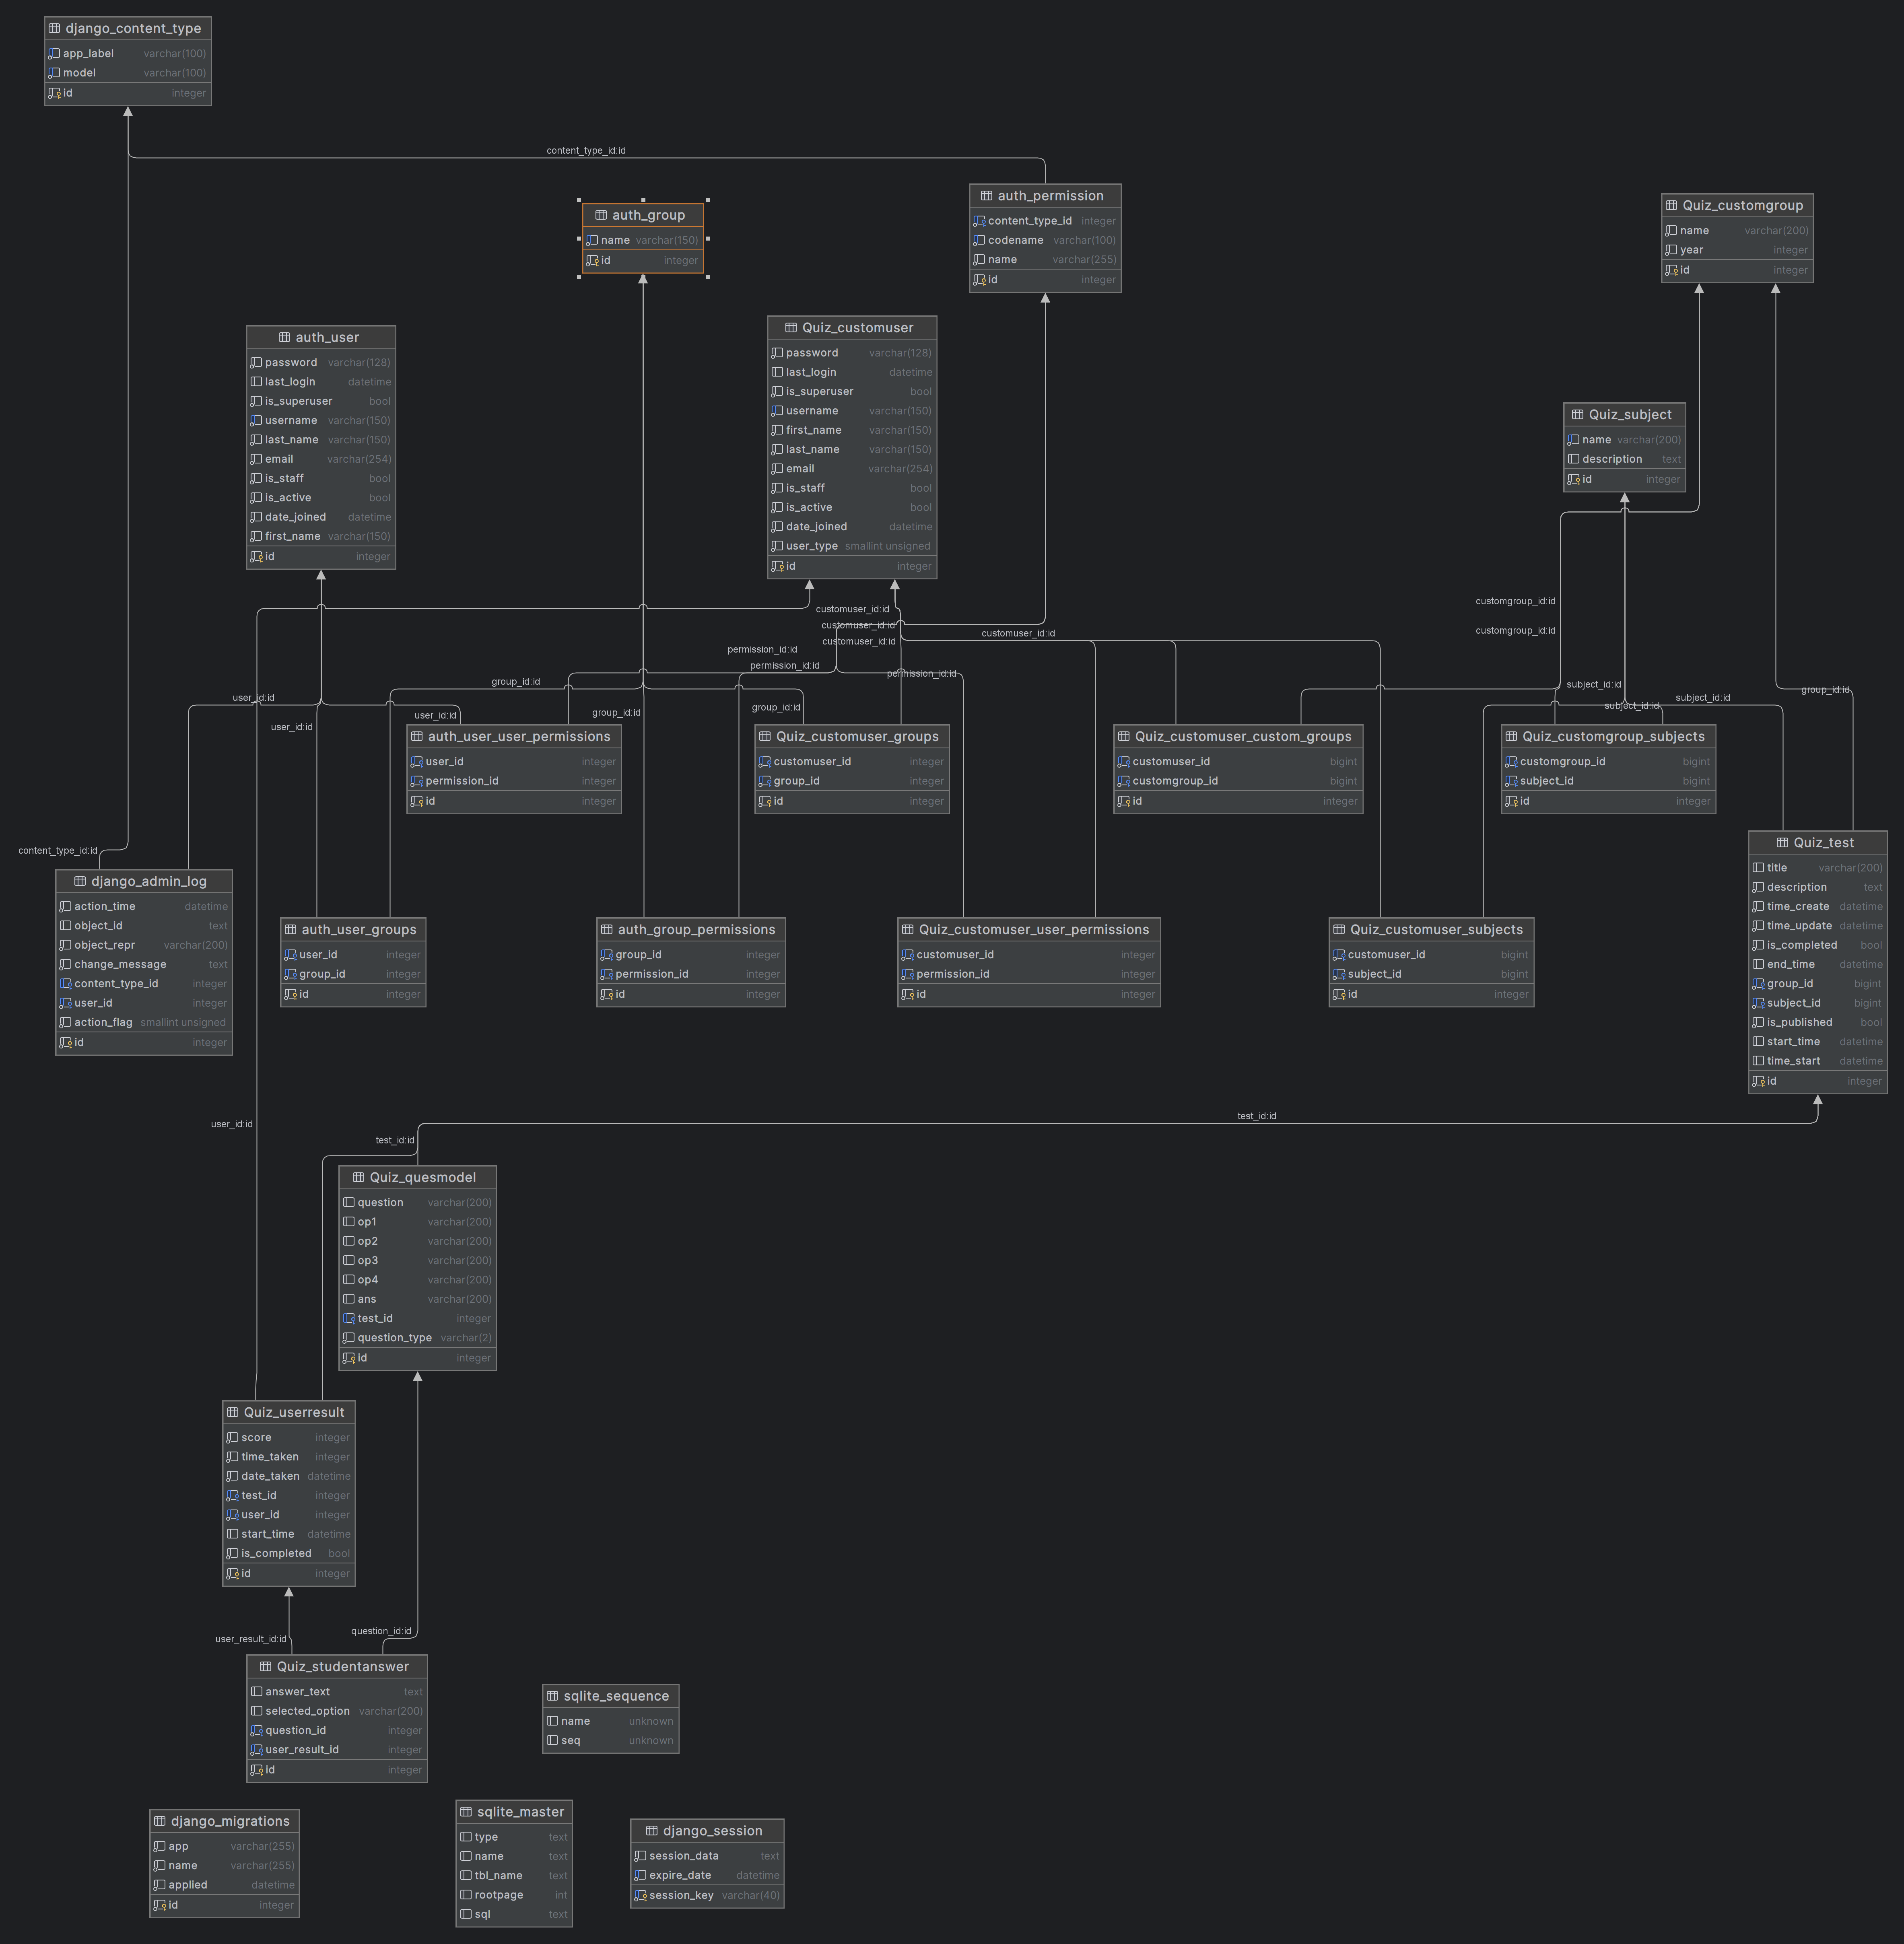 django_content_type
app_label varchar(100)
model varchar(100)
id integer
content_type_id:id
auth_group
name varchar(150)
id integer
auth_permission
content_type_id integer
codename varchar(100)
name varchar(255)
id integer
Quiz_customgroup
name varchar(200)
year integer
id integer
auth_user
password varchar(128)
last_login datetime
is_superuser bool
username varchar(150)
last_name varchar(150)
email varchar(254)
is_staff bool
is_active bool
date_joined datetime
first_name varchar(150)
id integer
Quiz_customuser
password varchar(128)
last_login datetime
is_superuser bool
username varchar(150)
first_name varchar(150)
last_name varchar(150)
email varchar(254)
is_staff bool
is_active bool
date_joined datetime
user_type smallint unsigned
id integer
Quiz_subject
name varchar(200)
description text
id integer
customgroup_id:id
customgroup_id:id
customuser_id:id
customuser_id:id
customuser_id:id
customuser_id:id
permission_id:id
permission_id:id
permission_id:id
group_id:id
group_id:id
group_id:id
group_id:id
subject_id:id
subject_id:id
subject_id:id
user_id:id
user_id:id
user_id:id
auth_user_user_permissions
user_id integer
permission_id integer
id integer
Quiz_customuser_groups
customuser_id integer
group_id integer
id integer
Quiz_customuser_custom_groups
customuser_id bigint
customgroup_id bigint
id integer
Quiz_customgroup_subjects
customgroup_id bigint
subject_id bigint
id integer
content_type_id:id
django_admin_log
action_time datetime
object_id text
object_repr varchar(200)
change_message text
content_type_id integer
user_id integer
action_flag smallint unsigned
id integer
auth_user_groups
user_id integer
group_id integer
id integer
auth_group_permissions
group_id integer
permission_id integer
id integer
Quiz_customuser_user_permissions
customuser_id integer
permission_id integer
id integer
Quiz_customuser_subjects
customuser_id bigint
subject_id bigint
id integer
Quiz_test
title varchar(200)
description text
time_create datetime
time_update datetime
is_completed bool
end_time datetime
group_id bigint
subject_id bigint
is_published bool
start_time datetime
time_start datetime
id integer
user_id:id
test_id:id
test_id:id
Quiz_quesmodel
question varchar(200)
op1 varchar(200)
op2 varchar(200)
op3 varchar(200)
op4 varchar(200)
ans varchar(200)
test_id integer
question_type varchar(2)
id integer
Quiz_userresult
score integer
time_taken integer
date_taken datetime
test_id integer
user_id integer
start_time datetime
is_completed bool
id integer
user_result_id:id
question_id:id
Quiz_studentanswer
answer_text text
selected_option varchar(200)
question_id integer
user_result_id integer
id integer
sqlite_sequence
name unknown
seq unknown
django_migrations
app varchar(255)
name varchar(255)
applied datetime
id integer
sqlite_master
type text
name text
tbl_name text
rootpage int
sql text
django_session
session_data text
expire_date datetime
session_key varchar(40)